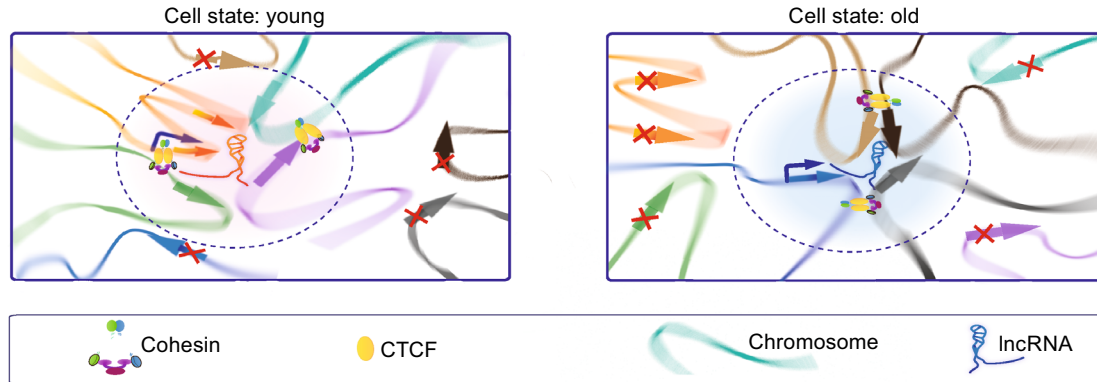 Cell state: young
Cell state: old
Cohesin
CTCF
Chromosome
lncRNA